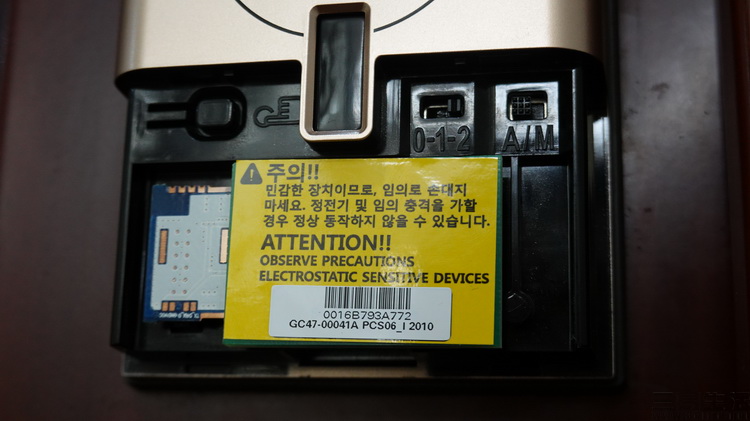 0-1-2
A/M
주의!!
민감한 장치이므로, 임의로 손대지
마세요. 정전기 및 임의 충격을 가할
경우 정상 동작하지 않을 수 있습니다.
ATTENTION!!
OBSERVE PRECAUTIONS
ELECTROSTATIC SENSITIVE DEVICES
0016B793A772
GC47-00041A PCS06_I 2010